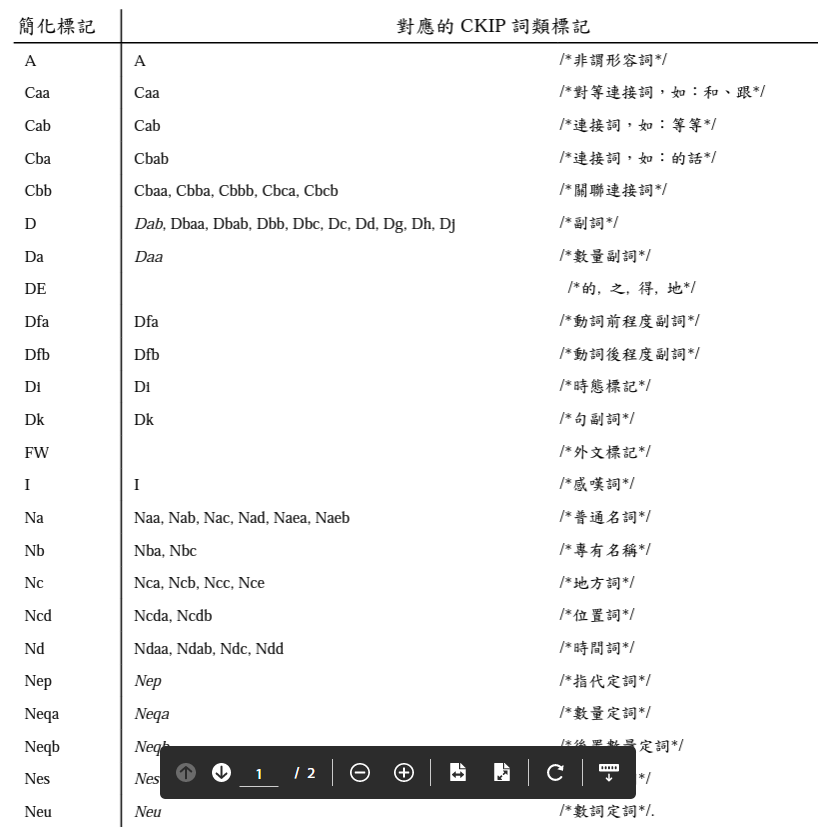 簡化標記 對應的 CKIP 詞類標記
A A /*非謂形容詞*/
Caa Caa /*對等連接詞，如：和、跟*/
Cab Cab /*連接詞，如：等等*/
Cba Cbab /*連接詞，如：的話*/
Cbb Cbaa, Cbba, Cbbb, Cbca, Cbcb /*關聯連接詞*/
D Dab, Dbaa, Dbab, Dbb, Dbc, Dc, Dd, Dg, Dh, Dj /*副詞*/
Da Daa /*數量副詞*/
DE /*的, 之, 得, 地*/
Dfa Dfa /*動詞前程度副詞*/
Dfb Dfb /*動詞後程度副詞*/
Di Di /*時態標記*/
Dk Dk /*句副詞*/
FW /*外文標記*/
I I /*感嘆詞*/
Na Naa, Nab, Nac, Nad, Naea, Naeb /*普通名詞*/
Nb Nba, Nbc /*專有名稱*/
Nc Nca, Ncb, Ncc, Nce /*地方詞*/
Ncd Ncda, Ncdb /*位置詞*/
Nd Ndaa, Ndab, Ndc, Ndd /*時間詞*/
Nep Nep /*指代定詞*/
Neqa Neqa /*數量定詞*/
Neqb Neqb /*後置數量定詞*/
Nes Nes */
1 / 2
Neu Neu /*數詞定詞*/.